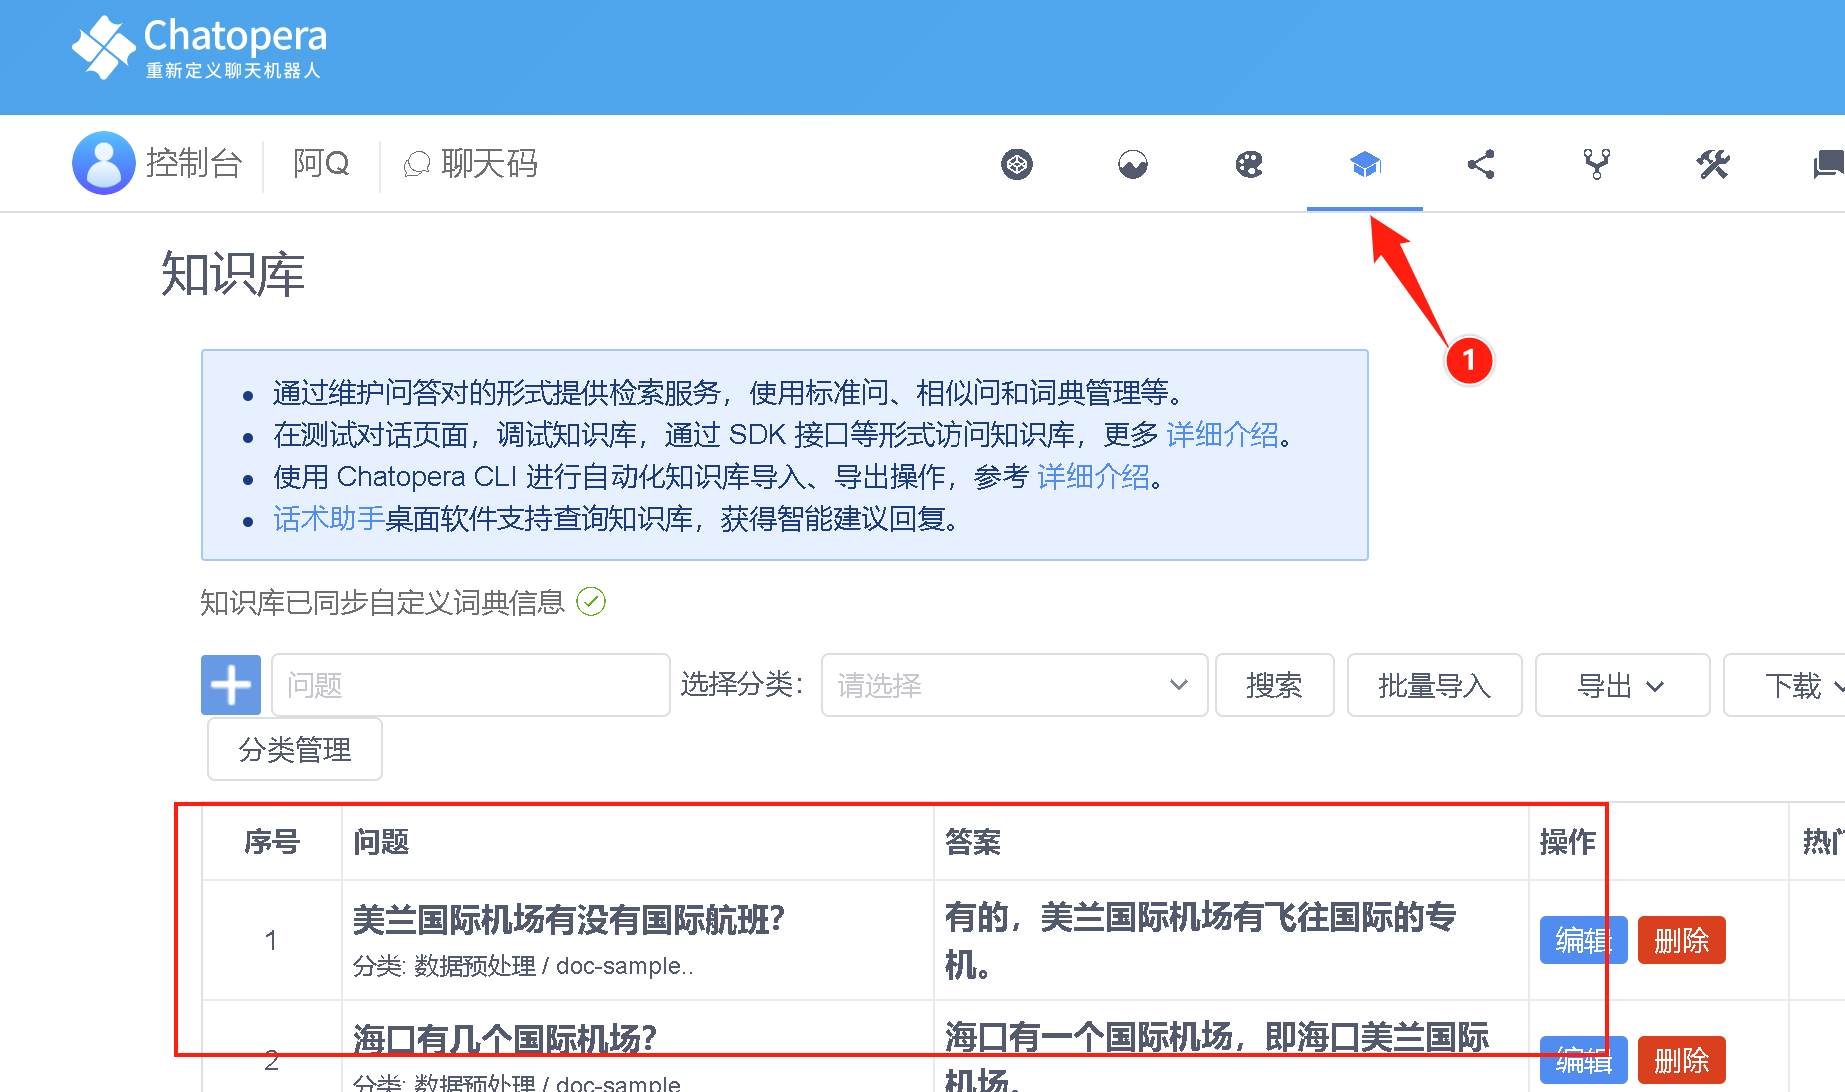 Chatopera
重新定义聊天机器人
控制台
阿Q
聊天码
知识库
1
通过维护问答对的形式提供检索服务，使用标准问、相似问和词典管理等。
在测试对话页面，调试知识库，通过 SDK 接口等形式访问知识库，更多 详细介绍。
使用 Chatopera CLI 进行自动化知识库导入、导出操作，参考 详细介绍。
话术助手桌面软件支持查询知识库，获得智能建议回复。
知识库已同步自定义词典信息
问题
选择分类：
请选择
搜索
批量导入
导出
下载
分类管理
序号
问题
答案
操作
热门
1
美兰国际机场有没有国际航班？
分类: 数据预处理 / doc-sample..
有的，美兰国际机场有飞往国际的专
机。
编辑
删除
2
海口有几个国际机场？
分类: 数据预处理 / doc-sample
海口有一个国际机场，即海口美兰国际
机场。
编辑
删除